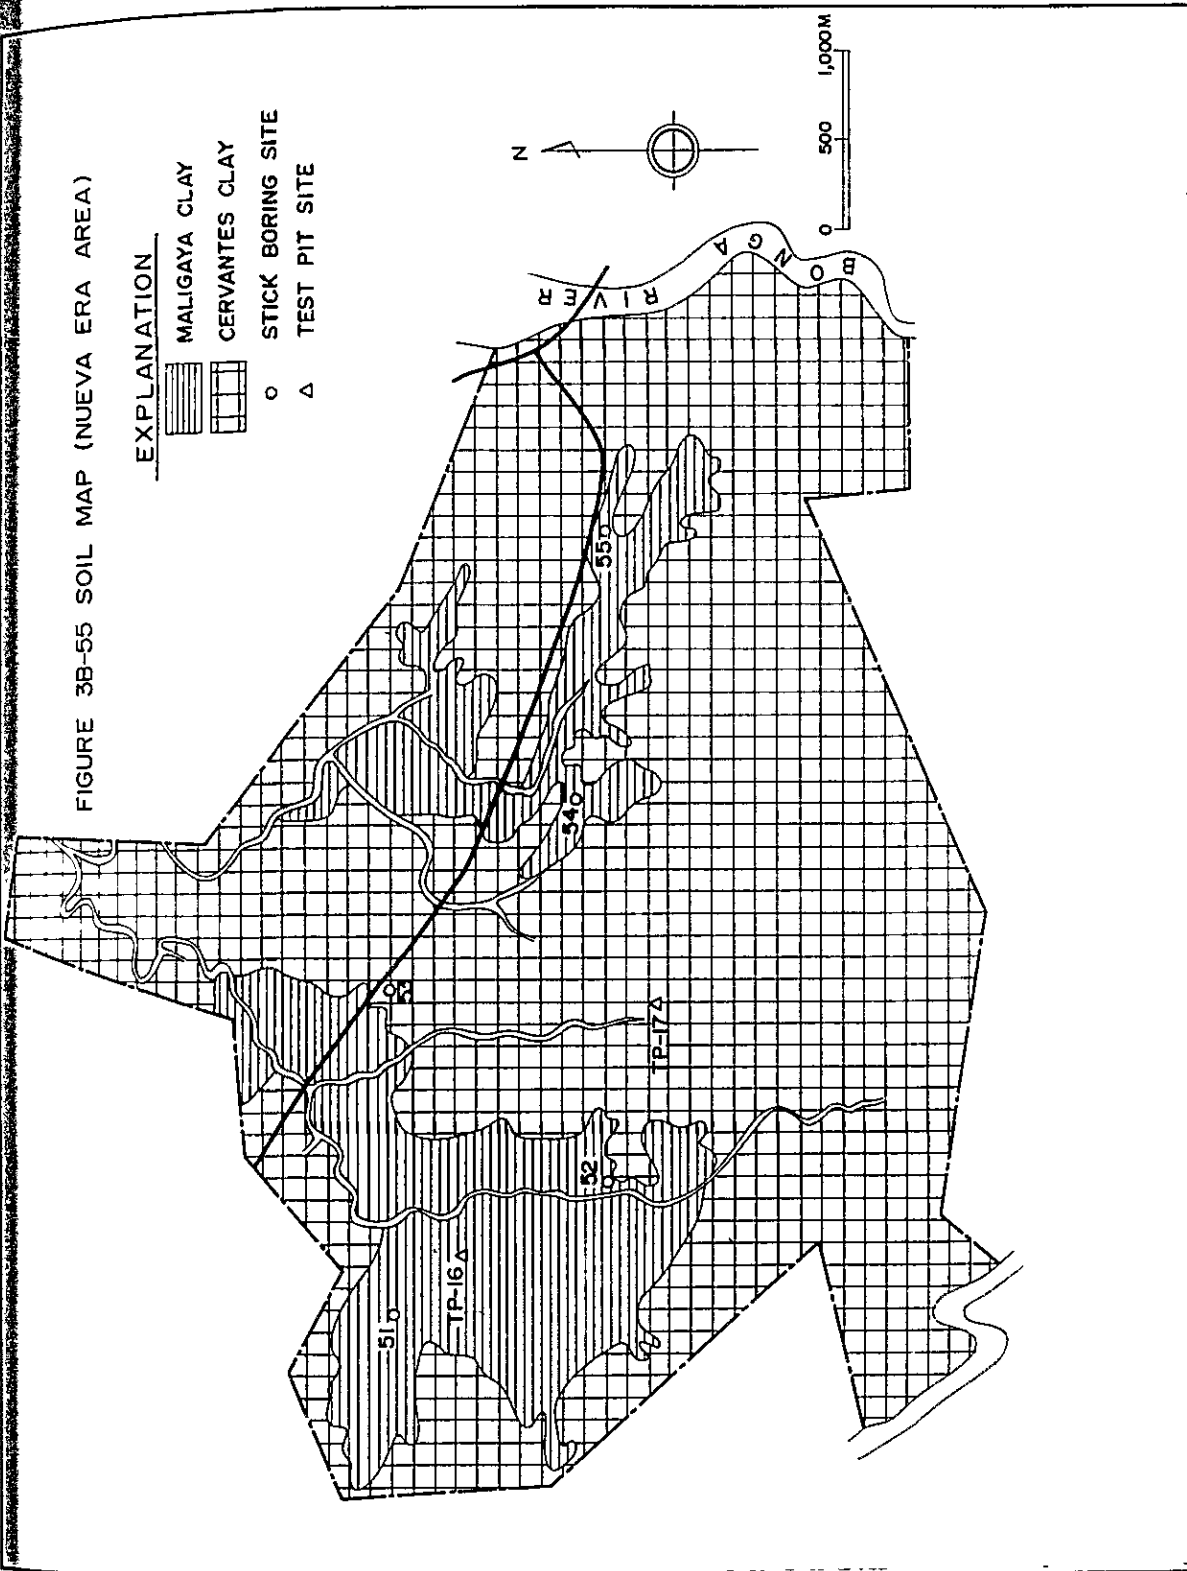 FIGURE 3B-55 SOIL MAP (NUEVA ERA AREA)
EXPLANATION
MALIGAYA CLAY
CERVANTES CLAY
STICK BORING SITE
TEST PIT SITE
N
0 500 1,000M
BONGA RIVER
51
TP-16
52
53
TP-17
54
55